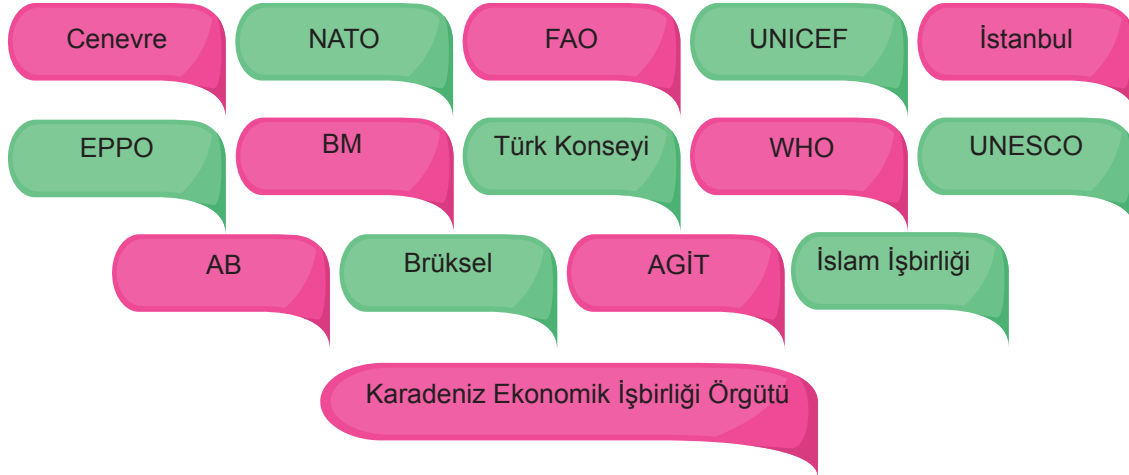 Cenevre
NATO
FAO
UNICEF
İstanbul
EPPO
BM
Türk Konseyi
WHO
UNESCO
AB
Brüksel
AGİT
İslam İşbirliği
Karadeniz Ekonomik İşbirliği Örgütü